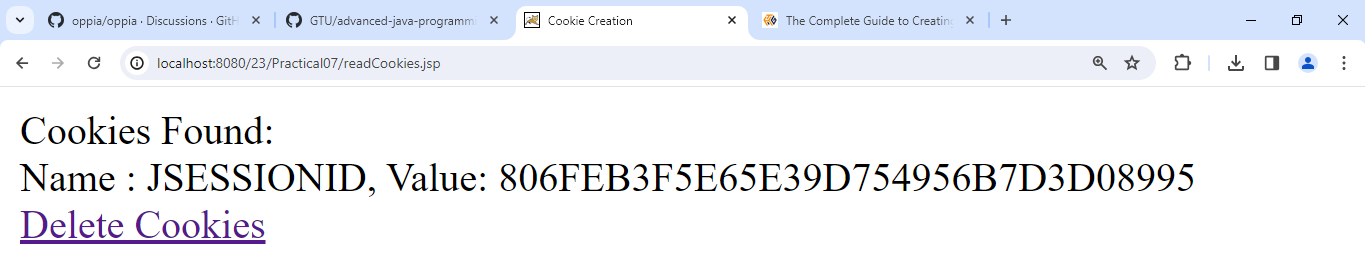 oppia/oppia · Discussions · GitH
GTU/advanced-java-programm
Cookie Creation
The Complete Guide to Creating
localhost:8080/23/Practical07/readCookies.jsp
Cookies Found:
Name : JSESSIONID, Value: 806FEB3F5E65E39D754956B7D3D08995
Delete Cookies